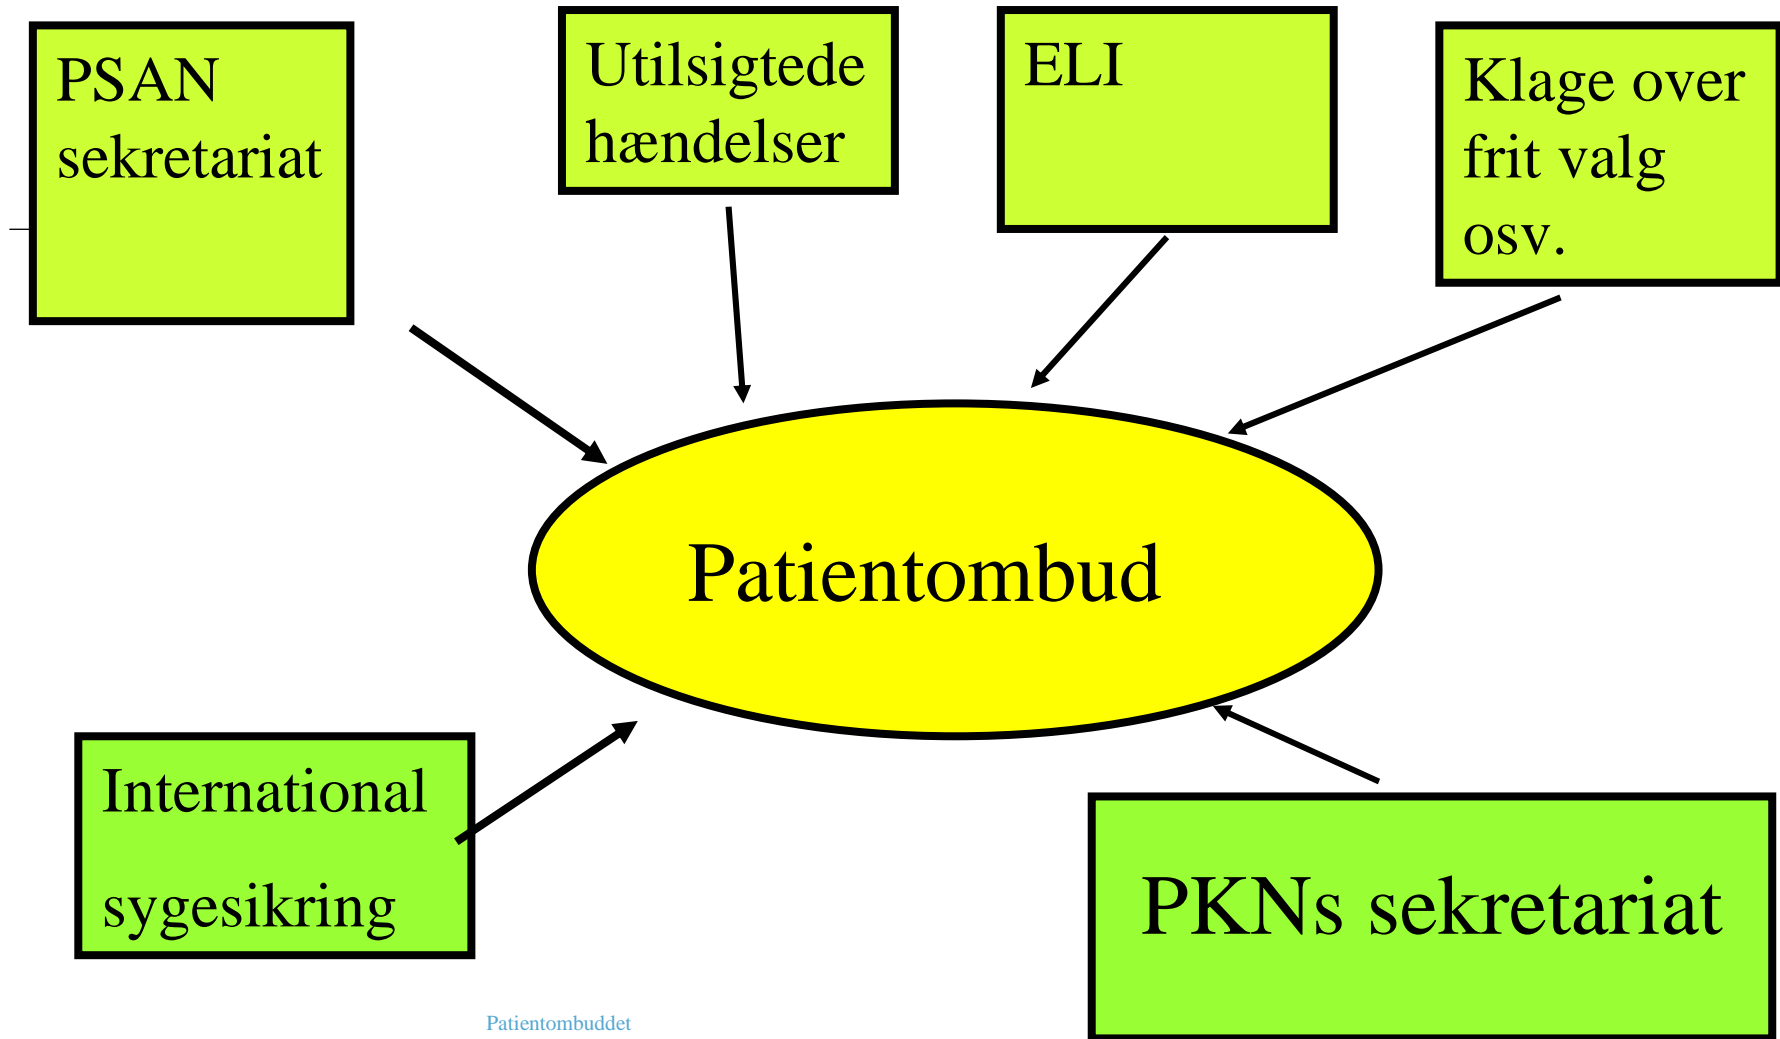 PSAN
sekretariat
Utilsigtede
hændelser
ELI
Klage over
frit valg
osv.
Patientombud
International
sygesikring
PKNs sekretariat
Patientombuddet